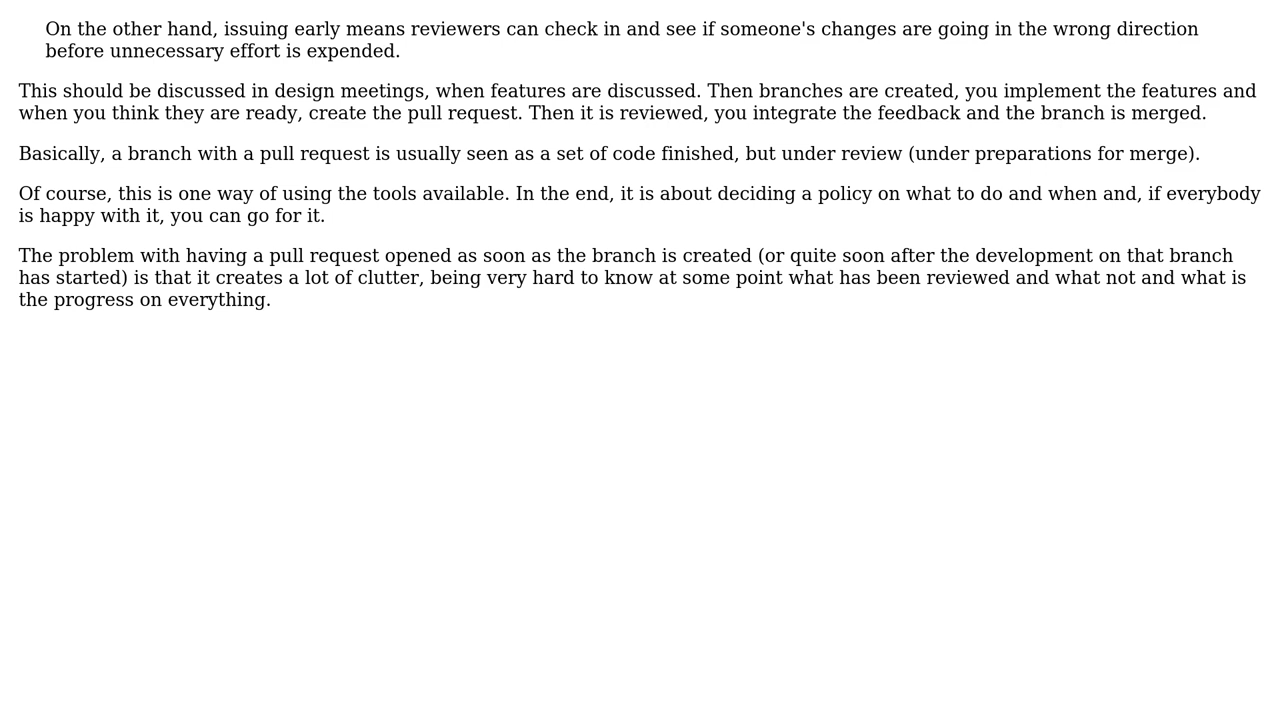 On the other hand, issuing early means reviewers can check in and see if someone's changes are going in the wrong direction
before unnecessary effort is expended.
This should be discussed in design meetings, when features are discussed. Then branches are created, you implement the features and
when you think they are ready, create the pull request. Then it is reviewed, you integrate the feedback and the branch is merged.
Basically, a branch with a pull request is usually seen as a set of code finished, but under review (under preparations for merge).
Of course, this is one way of using the tools available. In the end, it is about deciding a policy on what to do and when and, if everybody
is happy with it, you can go for it.
The problem with having a pull request opened as soon as the branch is created (or quite soon after the development on that branch
has started) is that it creates a lot of clutter, being very hard to know at some point what has been reviewed and what not and what is
the progress on everything.